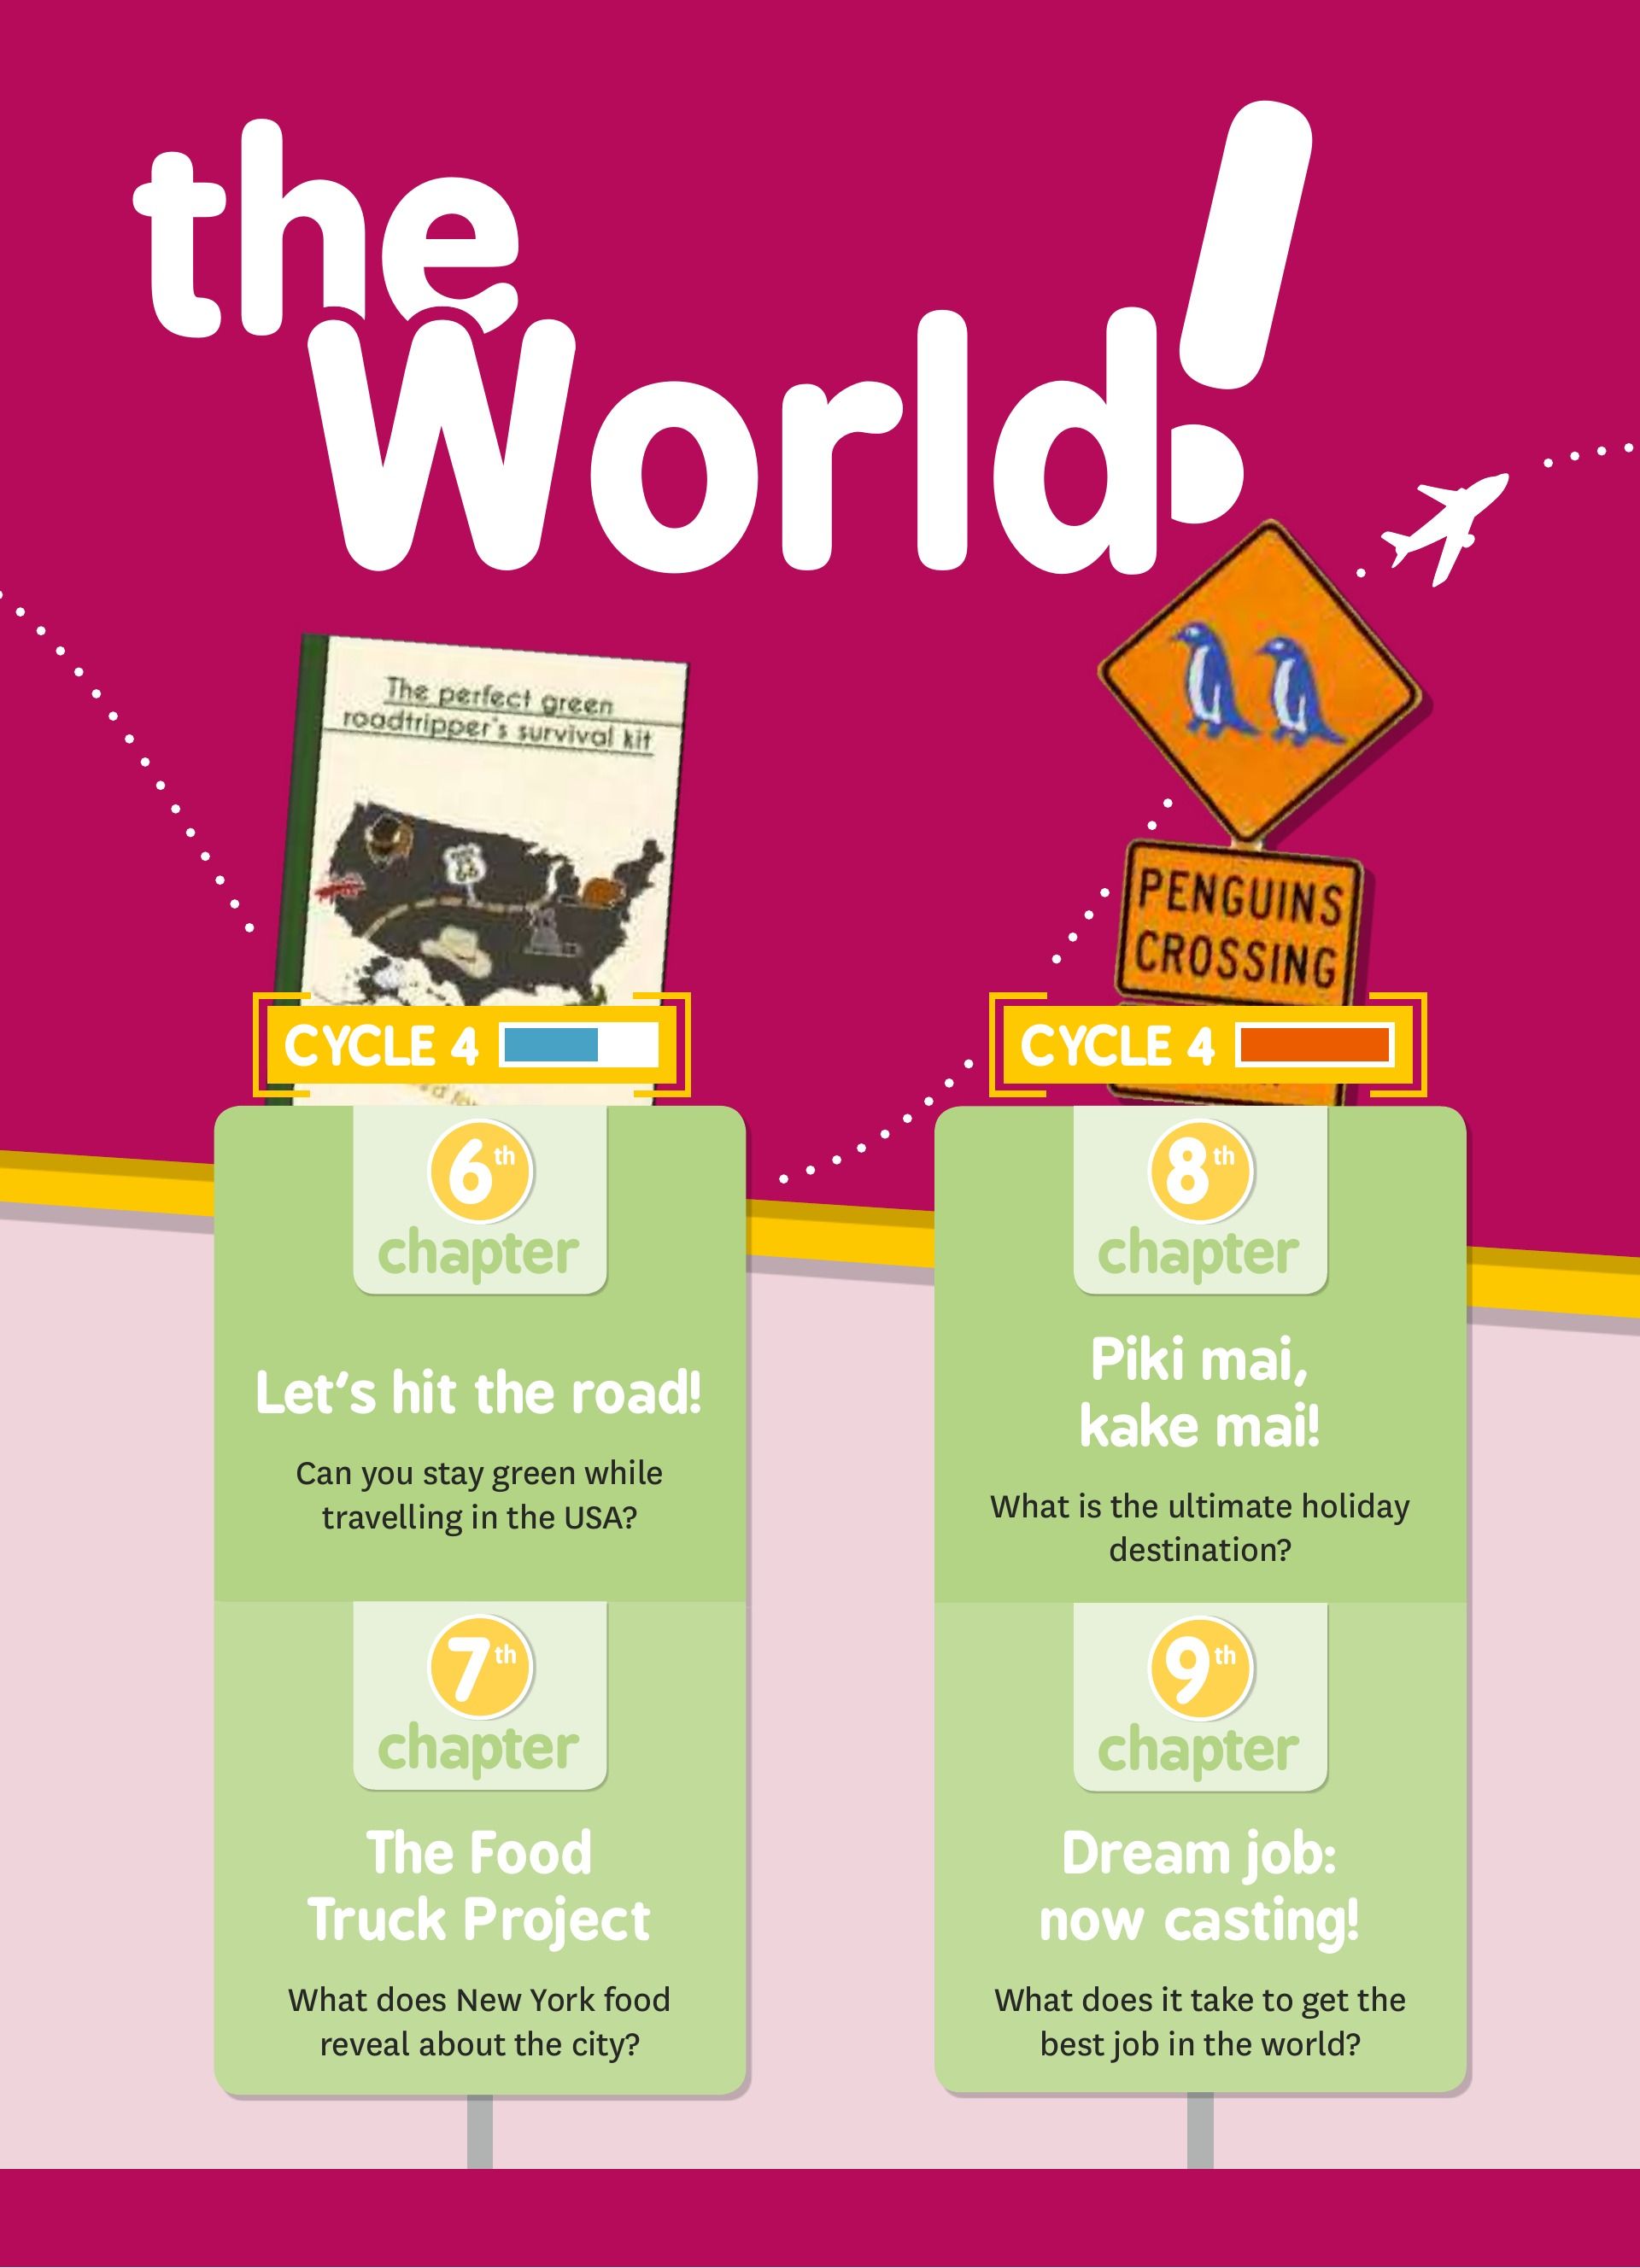 the
World!
The perfect green
roadtripper's survival kit
PENGUINS
CROSSING
CYCLE 4
6th
chapter
Let's hit the road!
Can you stay green while
travelling in the USA?
7th
chapter
The Food
Truck Project
What does New York food
reveal about the city?
CYCLE 4
8th
chapter
Piki mai,
kake mai!
What is the ultimate holiday
destination?
9th
chapter
Dream job:
now casting!
What does it take to get the
best job in the world?